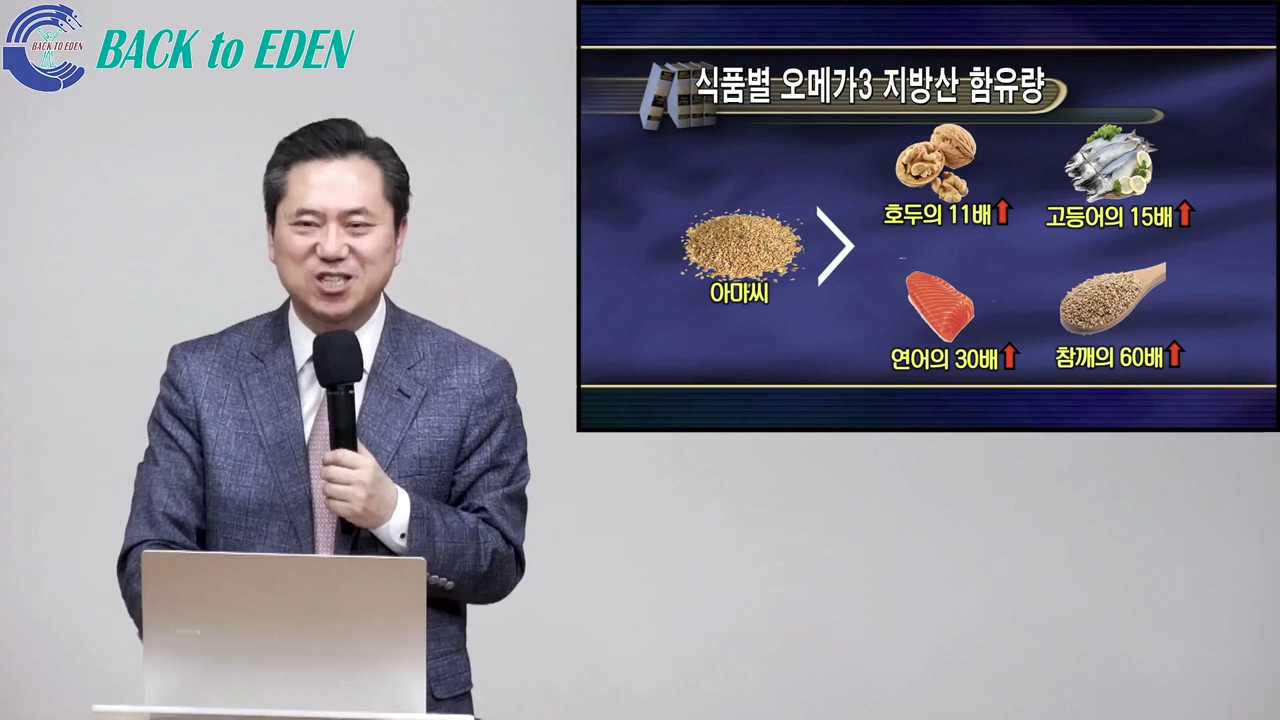 BACK TO EDEN
BACK to EDEN
식품별 오메가3 지방산 함유량
아마씨
호두의 11배
고등어의 15배
연어의 30배
참깨의 60배